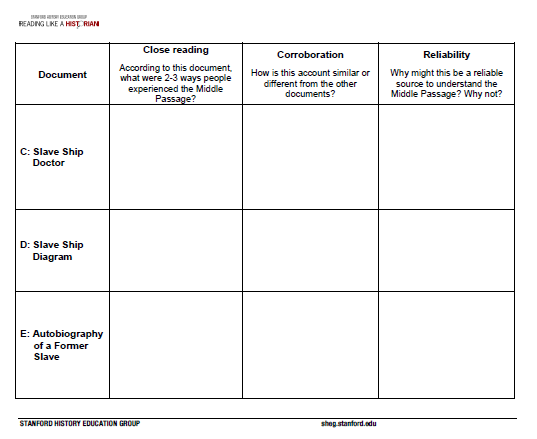 STANFORD HISTORY EDUCATION GROUP
READING LIKE A HISTORIAN
Document
Close reading
According to this document,
what were 2-3 ways people
experienced the Middle
Passage?
Corroboration
How is this account similar or
different from the other
documents?
Reliability
Why might this be a reliable
source to understand the
Middle Passage? Why not?
C: Slave Ship
Doctor
D: Slave Ship
Diagram
E: Autobiography
of a Former
Slave
STANFORD HISTORY EDUCATION GROUP
sheg.stanford.edu